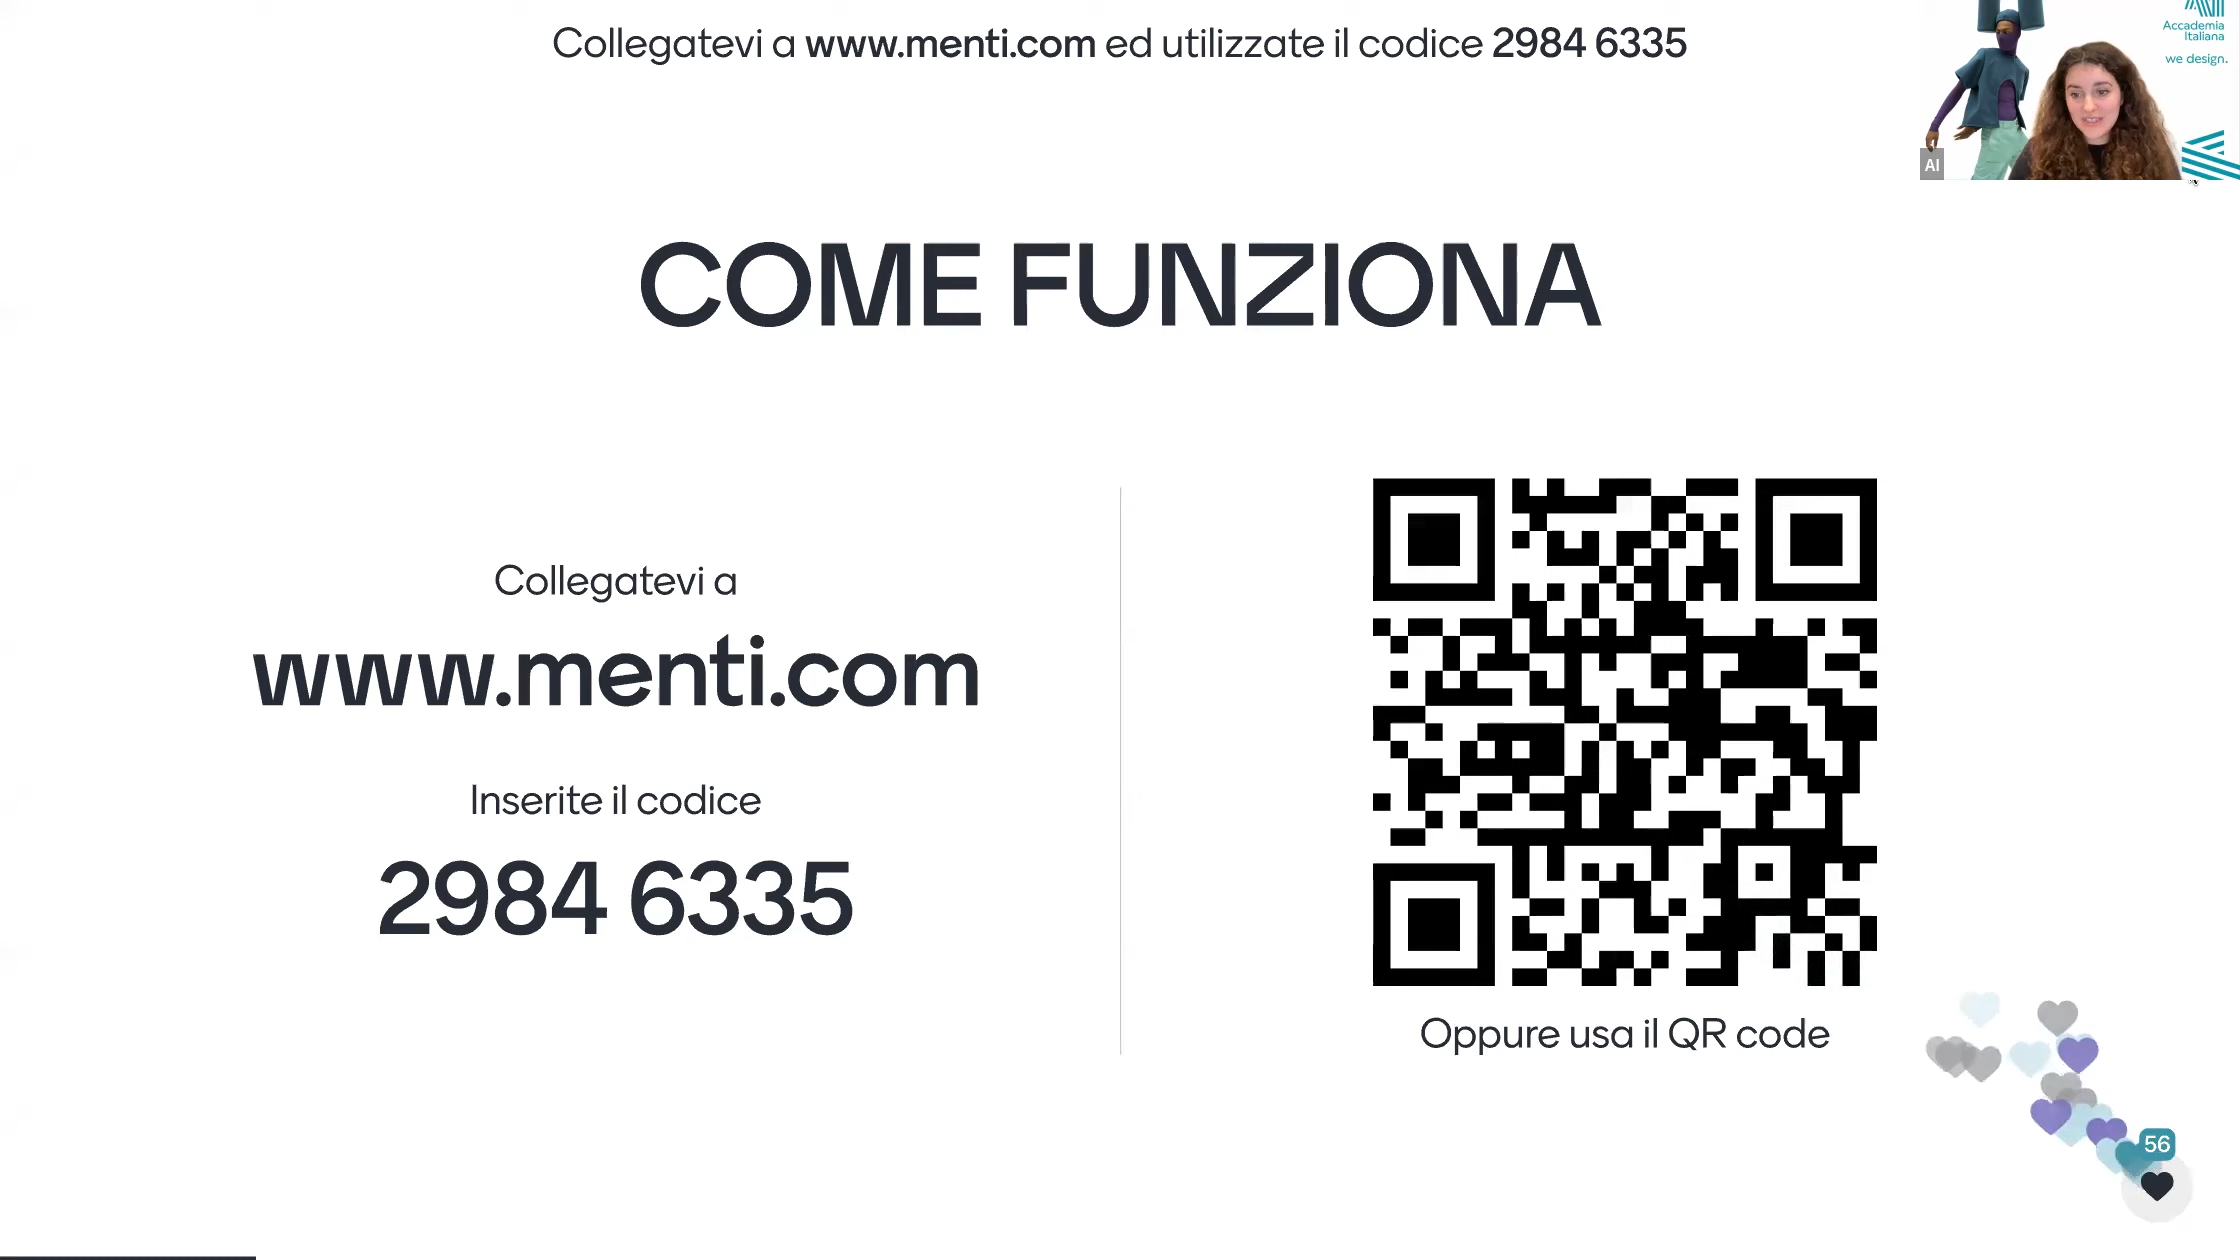 Collegatevi a www.menti.com ed utilizzate il codice 2984 6335
Accademia
Italiana
we design.
AI
COME FUNZIONA
Collegatevi a
www.menti.com
Inserite il codice
2984 6335
Oppure usa il QR code
56